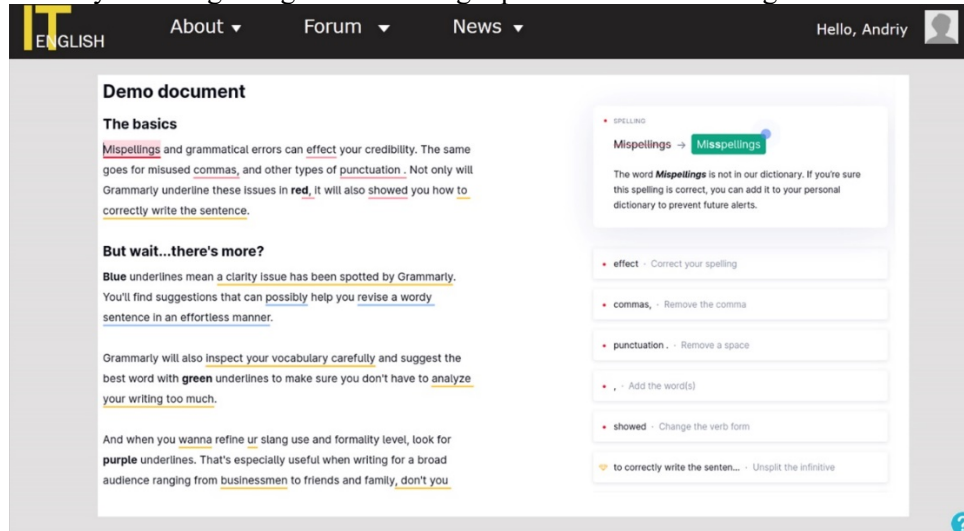 IT
ENGLISH
About
Forum
News
Hello, Andriy
Demo document
The basics
Mispellings and grammatical errors can effect your credibility. The same
goes for misused commas, and other types of punctuation . Not only will
Grammarly underline these issues in red, it will also showed you how to
correctly write the sentence.
But wait...there's more?
Blue underlines mean a clarity issue has been spotted by Grammarly.
You'll find suggestions that can possibly help you revise a wordy
sentence in an effortless manner.
Grammarly will also inspect your vocabulary carefully and suggest the
best word with green underlines to make sure you don't have to analyze
your writing too much.
And when you wanna refine ur slang use and formality level, look for
purple underlines. That's especially useful when writing for a broad
audience ranging from businessmen to friends and family, don't you
SPELLING
Mispellings → Misspellings
The word Mispellings is not in our dictionary. If you're sure
this spelling is correct, you can add it to your personal
dictionary to prevent future alerts.
effect · Correct your spelling
commas, · Remove the comma
punctuation . · Remove a space
, · Add the word(s)
showed · Change the verb form
to correctly write the senten... · Unsplit the infinitive